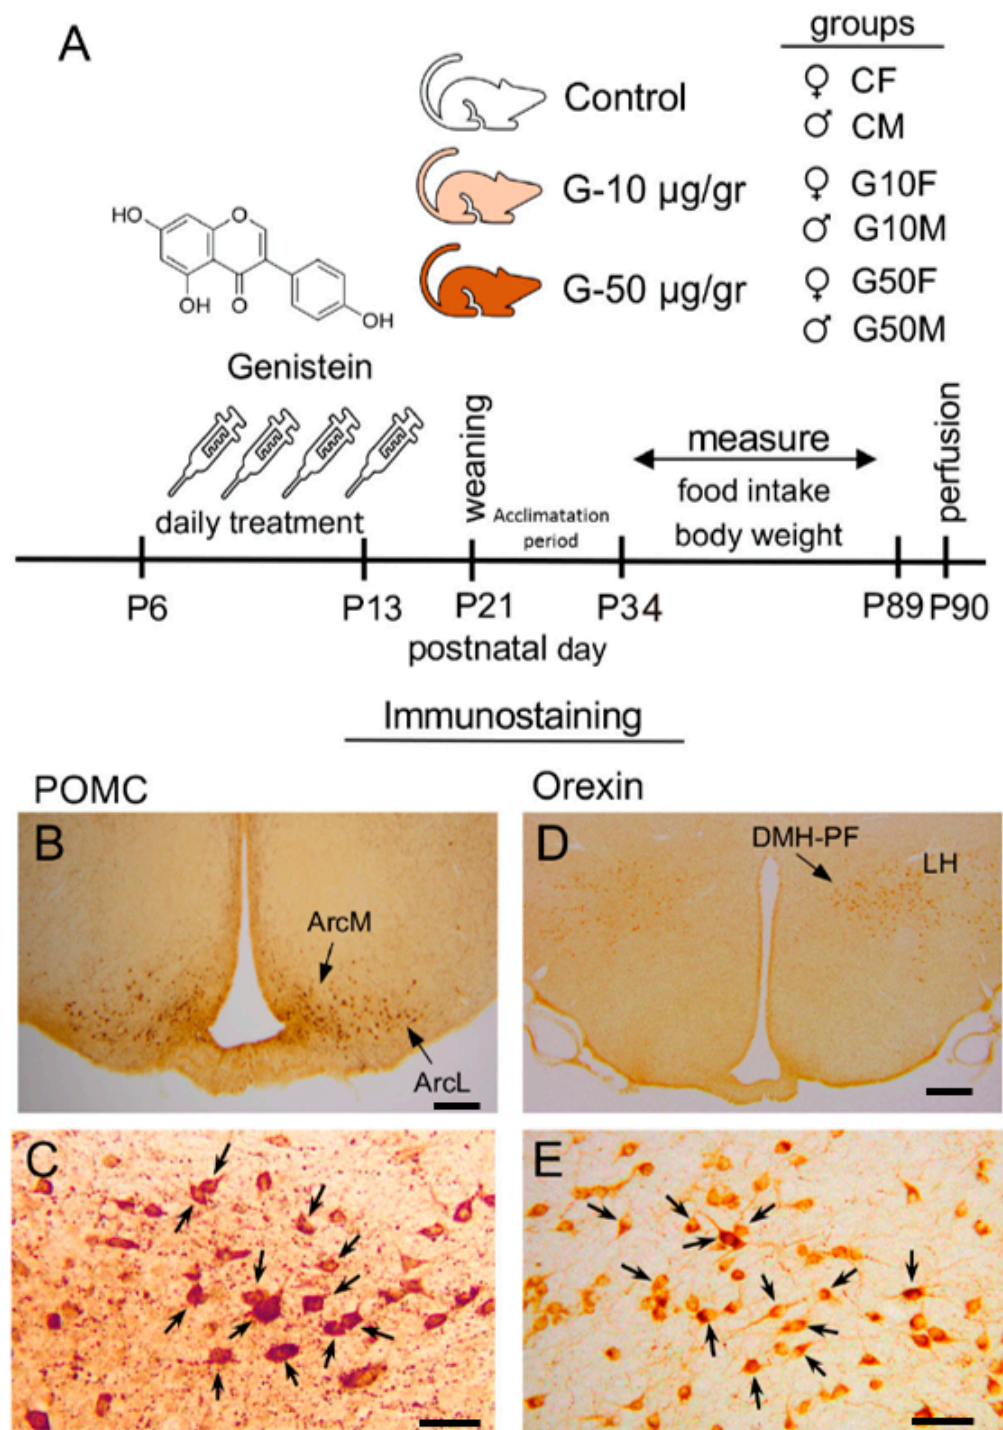 A
groups
Control
♀ CF
♂ CM
G-10 µg/gr
♀ G10F
♂ G10M
G-50 µg/gr
♀ G50F
♂ G50M
HO
O
OH
O
OH
Genistein
daily treatment
weaning
Acclimatation
period
measure
food intake
body weight
perfusion
P6
P13
P21
P34
P89
P90
postnatal day
Immunostaining
POMC
Orexin
B
ArcM
ArcL
D
DMH-PF
LH
C
E